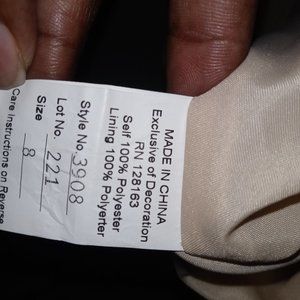 MADE IN CHINA
Exclusive of Decoration
RN 128163
Self 100% Polyester
Lining 100% Polyerter
Style No. 3908
Lot No. 221
Size 8
Care Instructions on Reverse